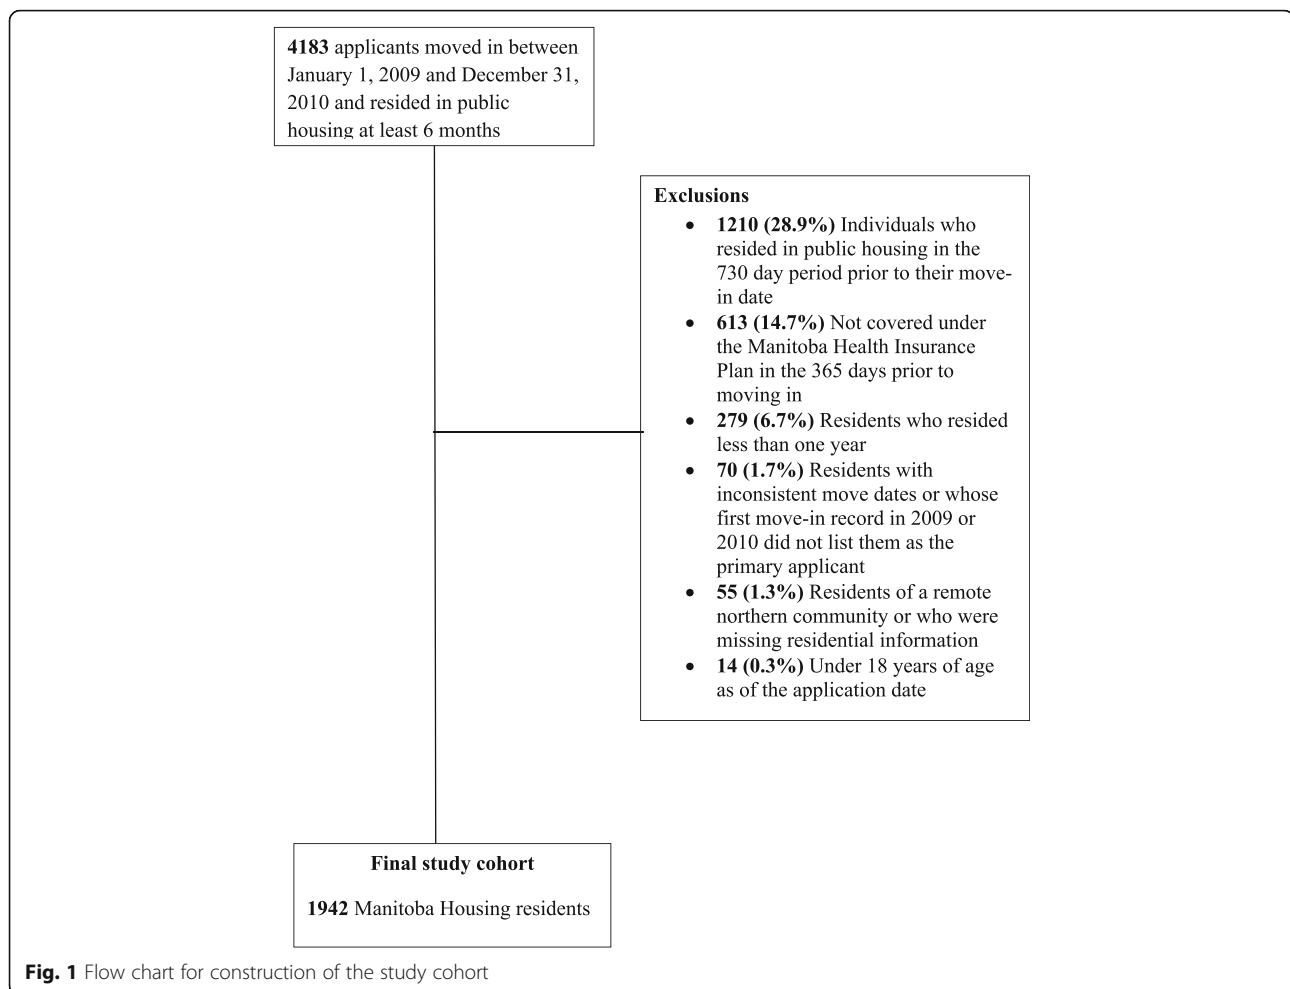 4183 applicants moved in between
January 1, 2009 and December 31,
2010 and resided in public
housing at least 6 months
Exclusions
• 1210 (28.9%) Individuals who
resided in public housing in the
730 day period prior to their move-
in date
• 613 (14.7%) Not covered under
the Manitoba Health Insurance
Plan in the 365 days prior to
moving in
• 279 (6.7%) Residents who resided
less than one year
• 70 (1.7%) Residents with
inconsistent move dates or whose
first move-in record in 2009 or
2010 did not list them as the
primary applicant
• 55 (1.3%) Residents of a remote
northern community or who were
missing residential information
• 14 (0.3%) Under 18 years of age
as of the application date
Final study cohort
1942 Manitoba Housing residents
Fig. 1 Flow chart for construction of the study cohort